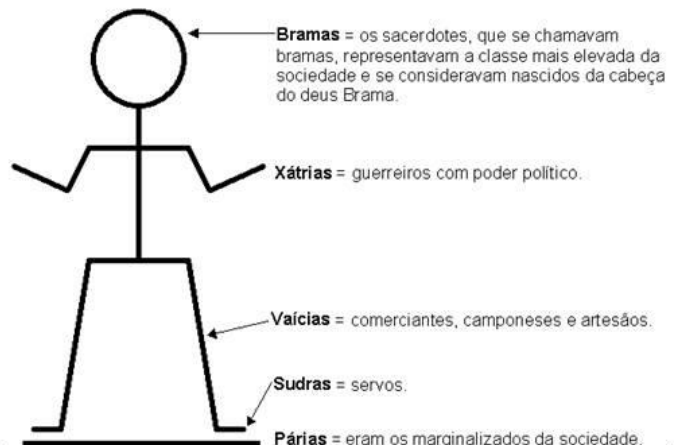 Bramas = os sacerdotes, que se chamavam
bramas, representavam a classe mais elevada da
sociedade e se consideravam nascidos da cabeça
do deus Brama.
Xátrias = guerreiros com poder político.
Vaícias = comerciantes, camponeses e artesãos.
Sudras = servos.
Párias = eram os marginalizados da sociedade.